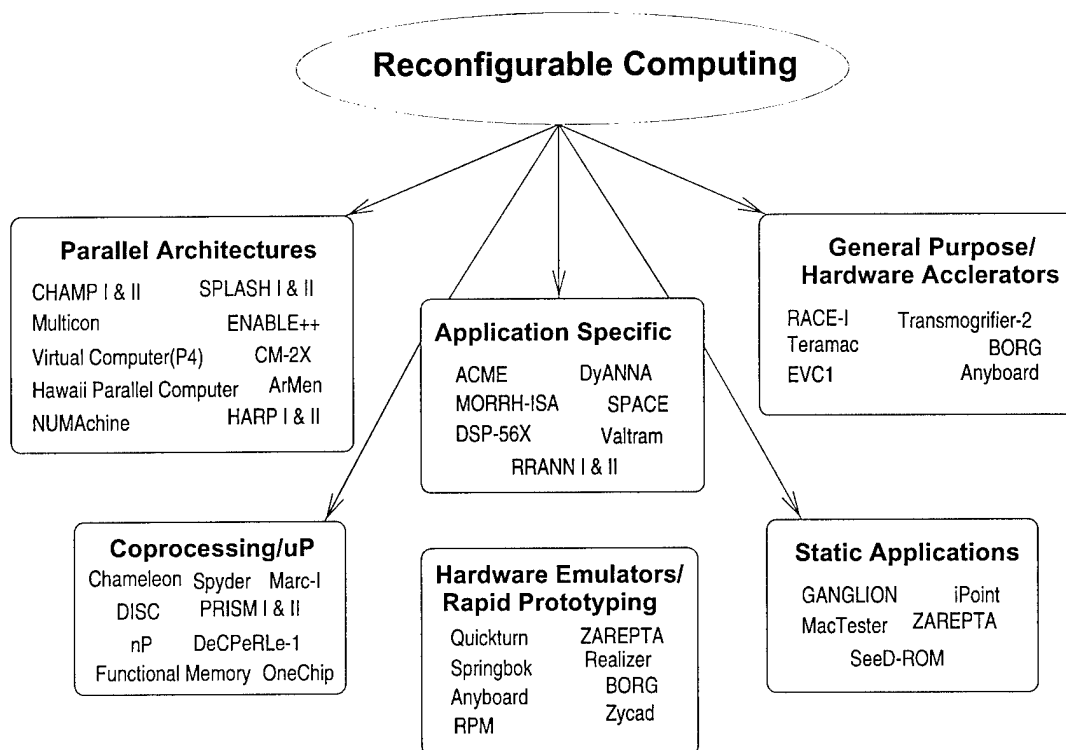 Reconfigurable Computing
Parallel Architectures
CHAMP I & II SPLASH I & II
Multicon ENABLE++
Virtual Computer(P4) CM-2X
Hawaii Parallel Computer ArMen
NUMAchine HARP I & II
Application Specific
ACME DyANNA
MORRH-ISA SPACE
DSP-56X Valtram
RRANN I & II
General Purpose/
Hardware Acclerators
RACE-I Transmogrifier-2
Teramac BORG
EVC1 Anyboard
Coprocessing/uP
Chameleon Spyder Marc-I
DISC PRISM I & II
nP DeCPeRLe-1
Functional Memory OneChip
Hardware Emulators/
Rapid Prototyping
Quickturn ZAREPTA
Springbok Realizer
Anyboard BORG
RPM Zycad
Static Applications
GANGLION iPoint
MacTester ZAREPTA
SeeD-ROM